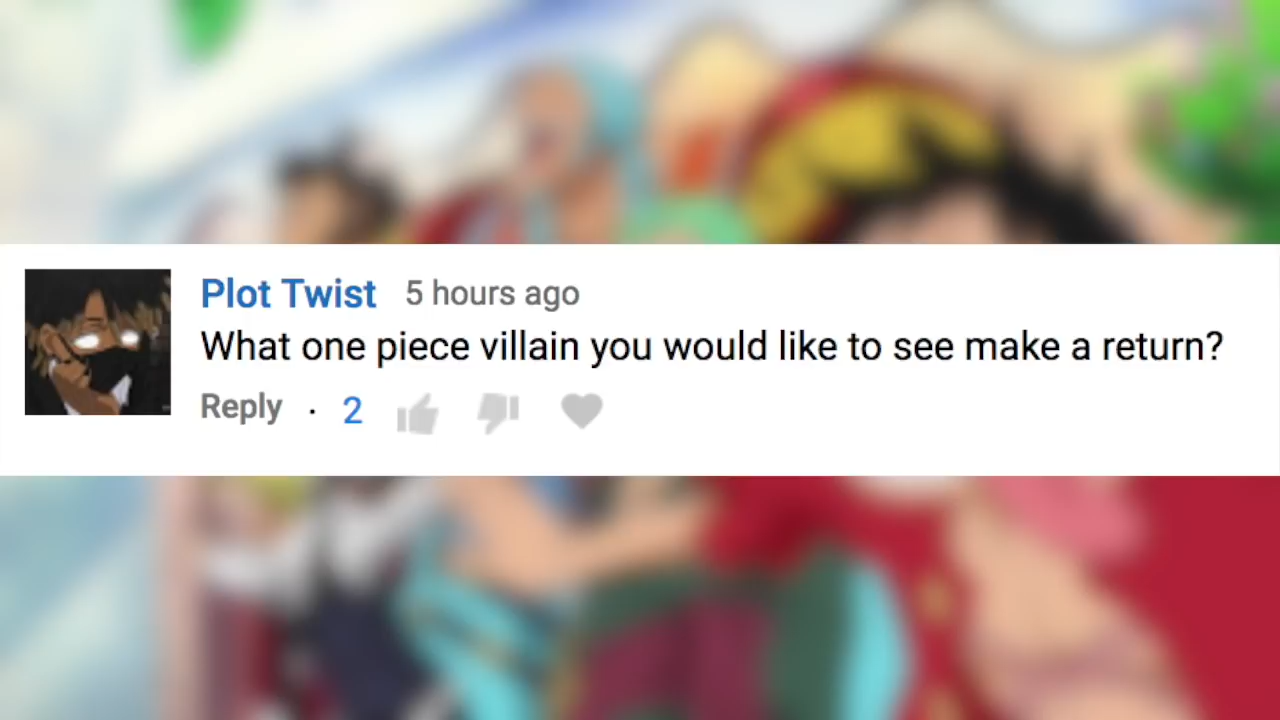 Plot Twist 5 hours ago
What one piece villain you would like to see make a return?
Reply · 2